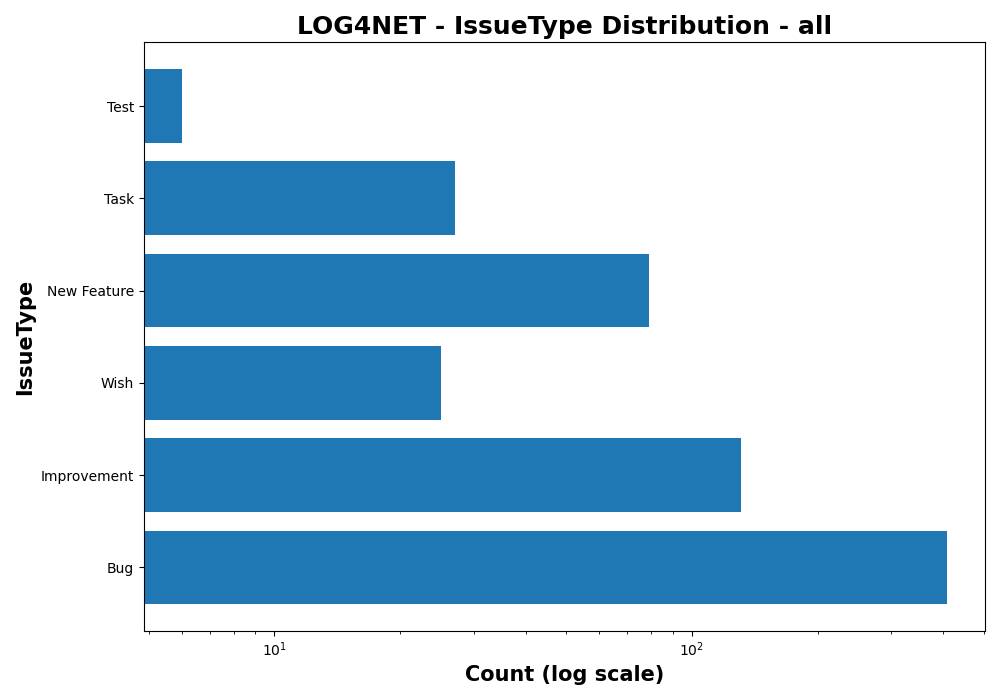 LOG4NET - IssueType Distribution - all
Test
Task
New Feature
Wish
Improvement
Bug
IssueType
10¹
10²
Count (log scale)